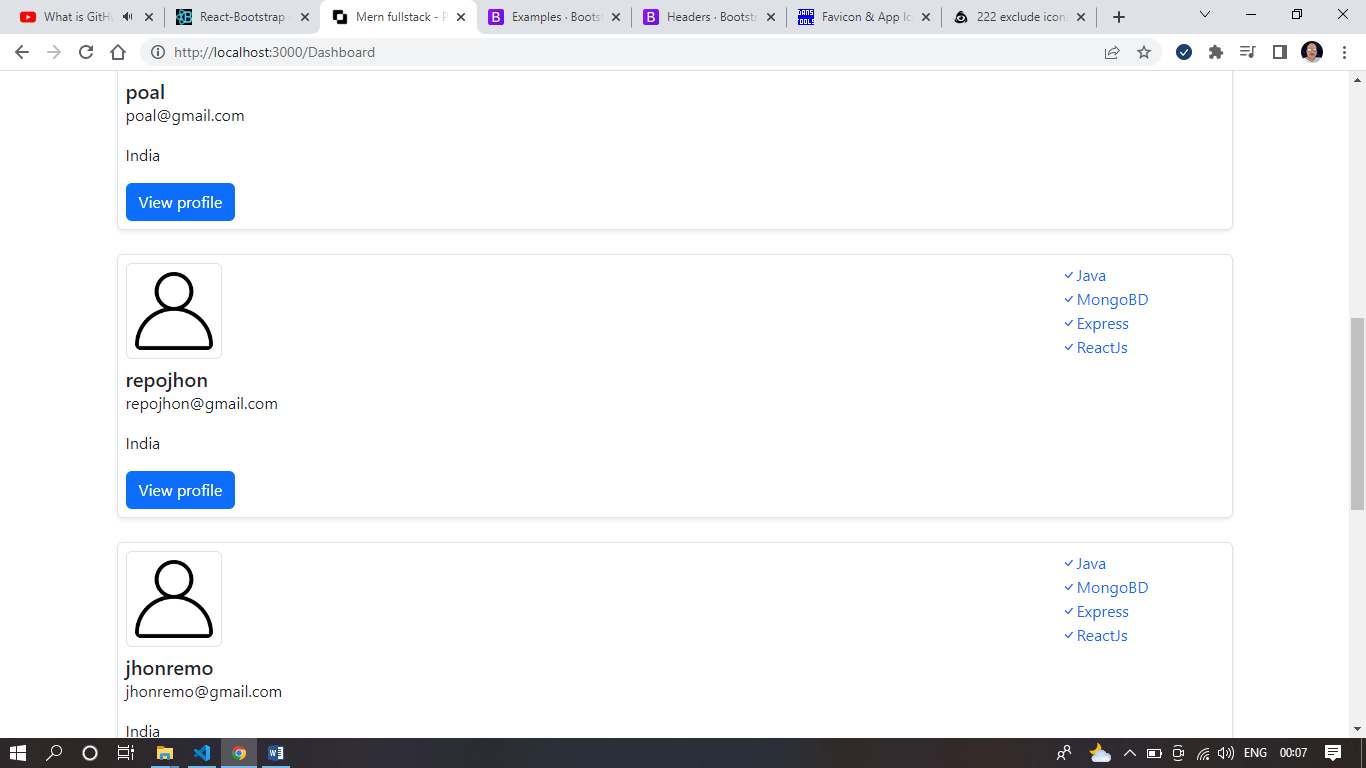 What is GitH
React-Bootstrap
Mern fullstack - P
Examples · Boots
Headers · Bootst
Favicon & App Ic
222 exclude icon
http://localhost:3000/Dashboard
poal
poal@gmail.com
India
View profile
Java
MongoBD
Express
ReactJs
repojhon
repojhon@gmail.com
India
View profile
Java
MongoBD
Express
ReactJs
jhonremo
jhonremo@gmail.com
India
ENG
00:07